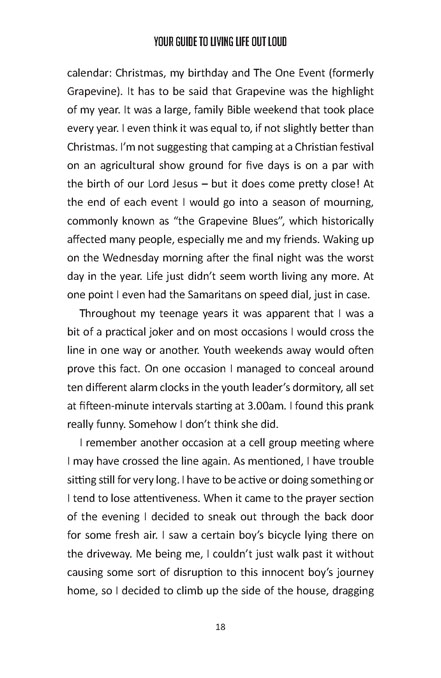 YOUR GUIDE TO LIVING LIFE OUT LOUD
calendar: Christmas, my birthday and The One Event (formerly
Grapevine). It has to be said that Grapevine was the highlight
of my year. It was a large, family Bible weekend that took place
every year. I even think it was equal to, if not slightly better than
Christmas. I'm not suggesting that camping at a Christian festival
on an agricultural show ground for five days is on a par with
the birth of our Lord Jesus – but it does come pretty close! At
the end of each event I would go into a season of mourning,
commonly known as “the Grapevine Blues”, which historically
affected many people, especially me and my friends. Waking up
on the Wednesday morning after the final night was the worst
day in the year. Life just didn't seem worth living any more. At
one point I even had the Samaritans on speed dial, just in case.
Throughout my teenage years it was apparent that I was a
bit of a practical joker and on most occasions I would cross the
line in one way or another. Youth weekends away would often
prove this fact. On one occasion I managed to conceal around
ten different alarm clocks in the youth leader's dormitory, all set
at fifteen-minute intervals starting at 3.00am. I found this prank
really funny. Somehow I don't think she did.
I remember another occasion at a cell group meeting where
I may have crossed the line again. As mentioned, I have trouble
sitting still for very long. I have to be active or doing something or
I tend to lose attentiveness. When it came to the prayer section
of the evening I decided to sneak out through the back door
for some fresh air. I saw a certain boy's bicycle lying there on
the driveway. Me being me, I couldn't just walk past it without
causing some sort of disruption to this innocent boy's journey
home, so I decided to climb up the side of the house, dragging
18